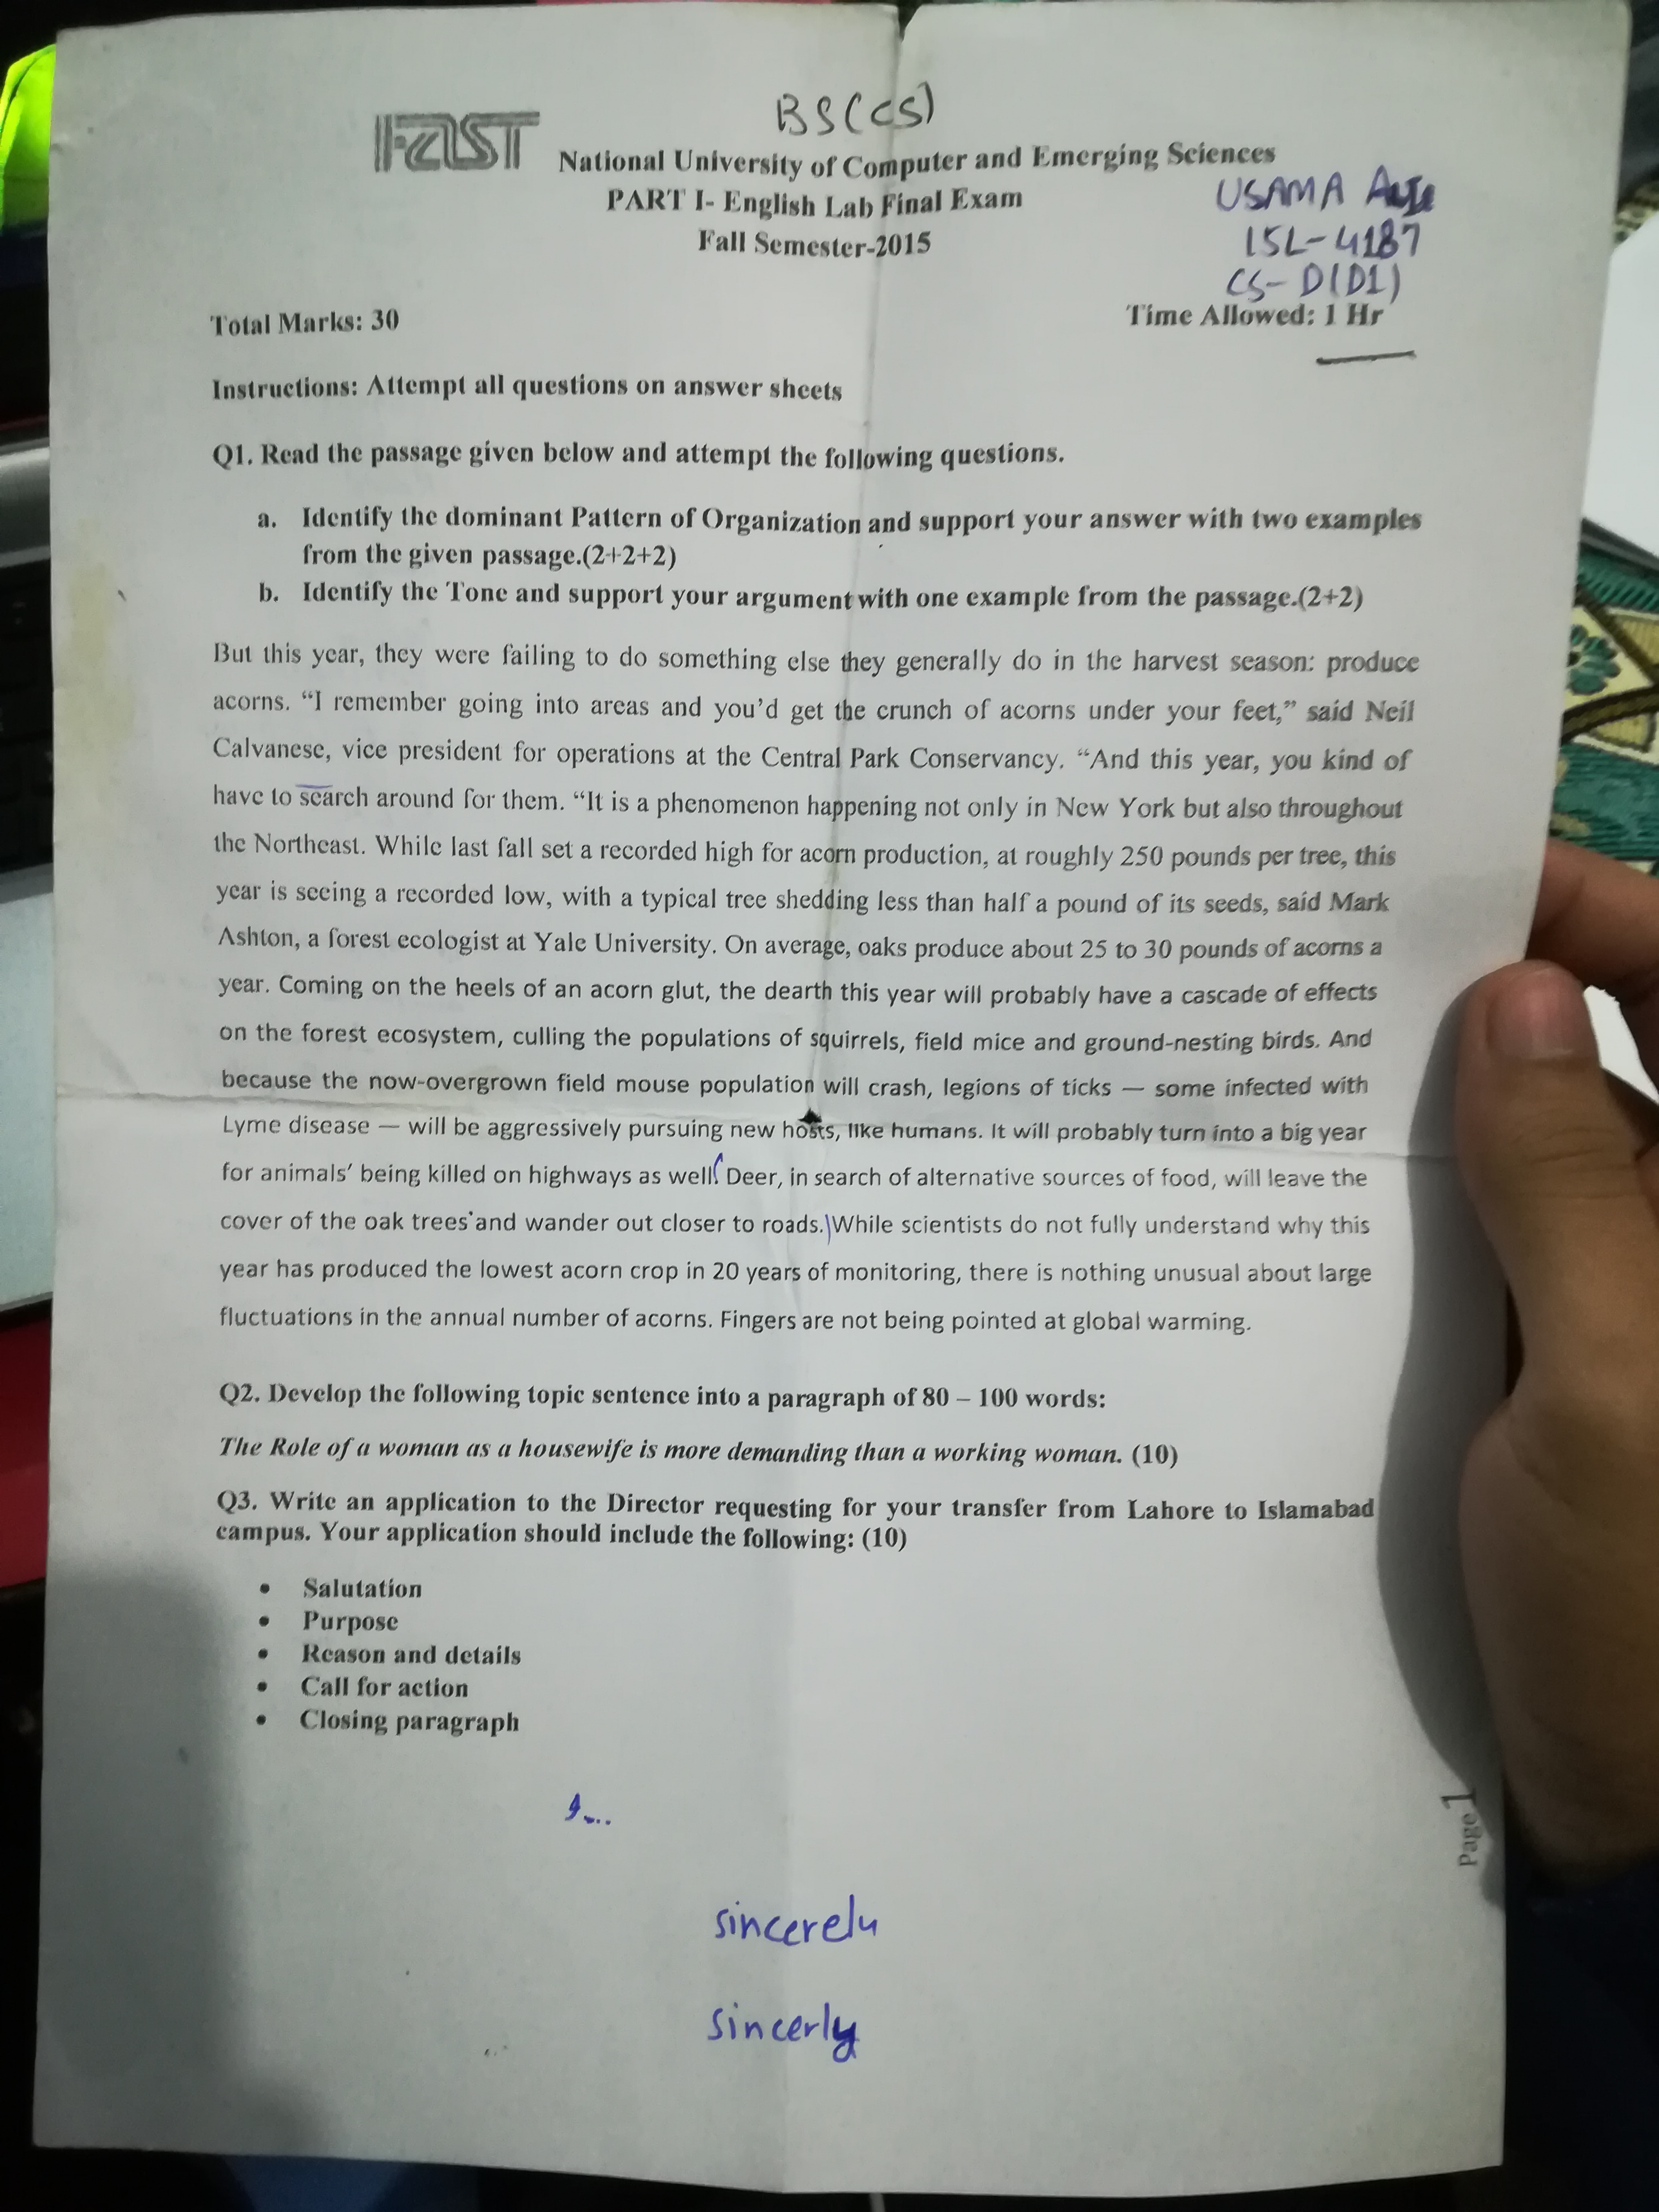 BS(CS)
FAST National University of Computer and Emerging Sciences
PART I- English Lab Final Exam
Fall Semester-2015
USAMA
15L-4187
CS-D(D1)
Total Marks: 30
Time Allowed: 1 Hr
Instructions: Attempt all questions on answer sheets
Q1. Read the passage given below and attempt the following questions.
a. Identify the dominant Pattern of Organization and support your answer with two examples
from the given passage.(2+2+2)
b. Identify the Tone and support your argument with one example from the passage.(2+2)
But this year, they were failing to do something else they generally do in the harvest season: produce
acorns. “I remember going into areas and you’d get the crunch of acorns under your feet,” said Neil
Calvanese, vice president for operations at the Central Park Conservancy. “And this year, you kind of
have to search around for them. “It is a phenomenon happening not only in New York but also throughout
the Northeast. While last fall set a recorded high for acorn production, at roughly 250 pounds per tree, this
year is seeing a recorded low, with a typical tree shedding less than half a pound of its seeds, said Mark
Ashton, a forest ecologist at Yale University. On average, oaks produce about 25 to 30 pounds of acorns a
year. Coming on the heels of an acorn glut, the dearth this year will probably have a cascade of effects
on the forest ecosystem, culling the populations of squirrels, field mice and ground-nesting birds. And
because the now-overgrown field mouse population will crash, legions of ticks — some infected with
Lyme disease — will be aggressively pursuing new hosts, like humans. It will probably turn into a big year
for animals’ being killed on highways as well. Deer, in search of alternative sources of food, will leave the
cover of the oak trees and wander out closer to roads. While scientists do not fully understand why this
year has produced the lowest acorn crop in 20 years of monitoring, there is nothing unusual about large
fluctuations in the annual number of acorns. Fingers are not being pointed at global warming.
Q2. Develop the following topic sentence into a paragraph of 80 – 100 words:
The Role of a woman as a housewife is more demanding than a working woman. (10)
Q3. Write an application to the Director requesting for your transfer from Lahore to Islamabad
campus. Your application should include the following: (10)
• Salutation
• Purpose
• Reason and details
• Call for action
• Closing paragraph
Page 1
sincerely
sincerly